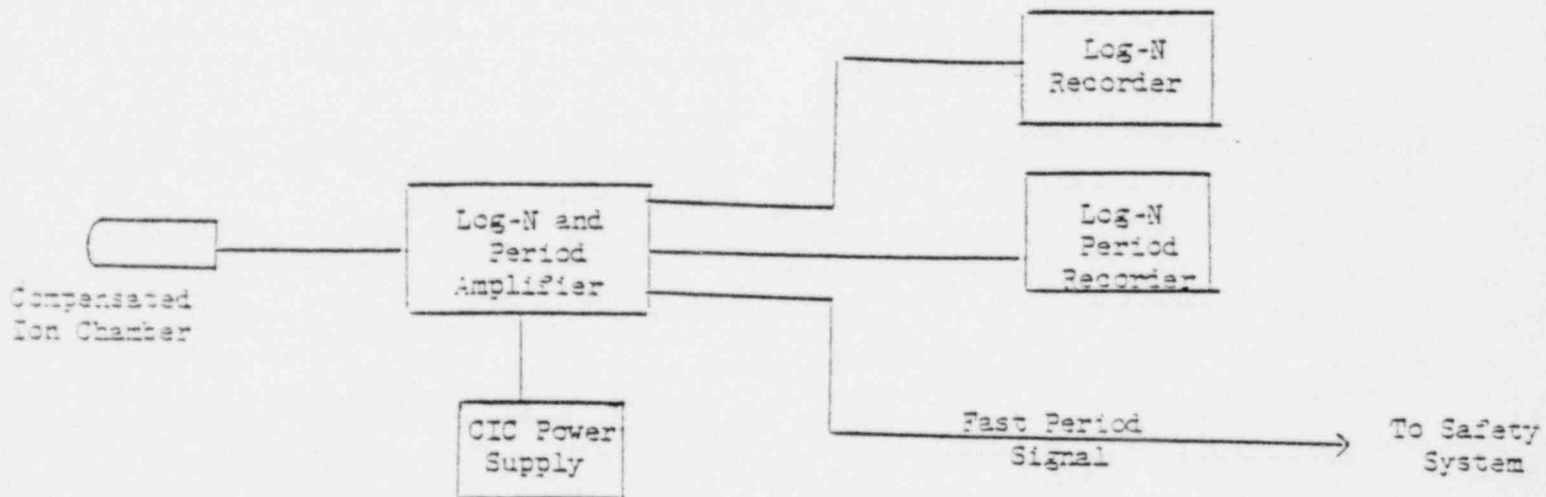 Log-N
Recorder
Log-N and
Period
Amplifier
Log-N
Period
Recorder
Compensated
Ion Chamber
CIC Power
Supply
Fast Period
Signal
To Safety
System